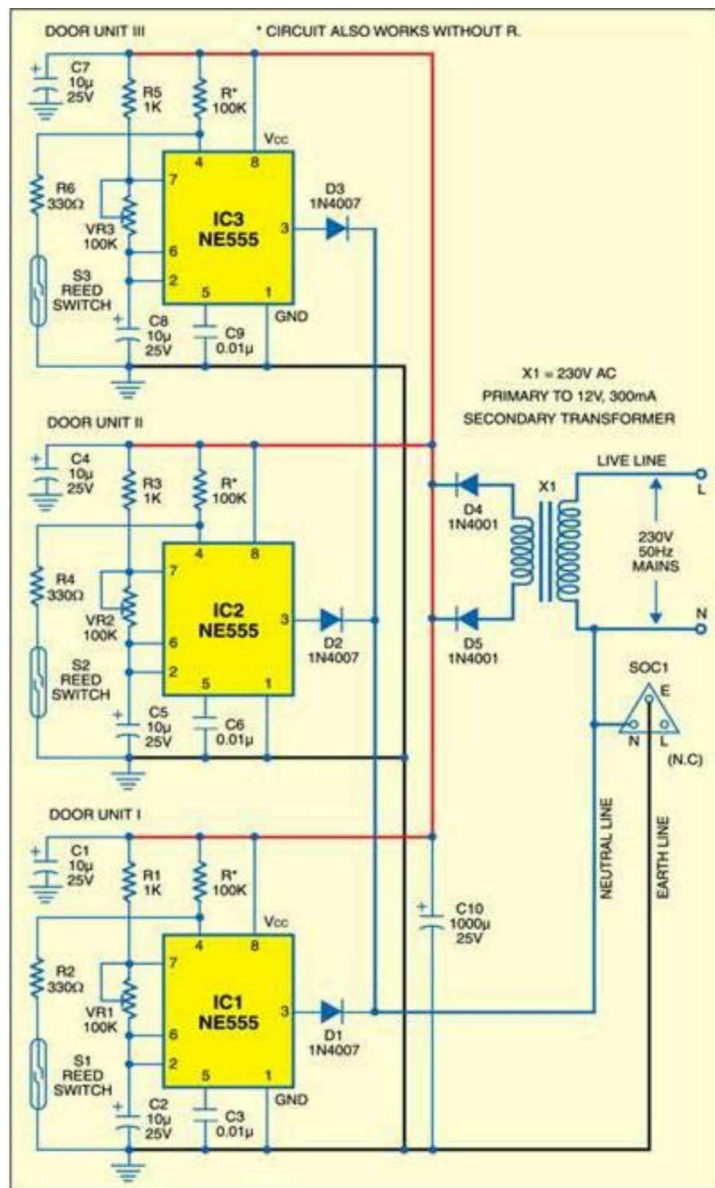 DOOR UNIT III
* CIRCUIT ALSO WORKS WITHOUT R.
+
C7
10µ
25V
R5
1K
R*
100K
Vcc
4
8
R6
330Ω
7
VR3
100K
6
2
IC3
NE555
3
D3
1N4007
S3
REED
SWITCH
5
1
GND
+
C8
10µ
25V
C9
0.01µ
X1 = 230V AC
PRIMARY TO 12V, 300mA
SECONDARY TRANSFORMER
DOOR UNIT II
+
C4
10µ
25V
R3
1K
R*
100K
4
8
R4
330Ω
7
VR2
100K
6
2
IC2
NE555
3
D2
1N4007
S2
REED
SWITCH
5
1
+
C5
10µ
25V
C6
0.01µ
D4
1N4001
D5
1N4001
X1
LIVE LINE
L
230V
50Hz
MAINS
N
SOC1
E
N
L
(N.C)
NEUTRAL LINE
EARTH LINE
DOOR UNIT I
+
C1
10µ
25V
R1
1K
R*
100K
Vcc
4
8
R2
330Ω
7
VR1
100K
6
2
IC1
NE555
3
D1
1N4007
S1
REED
SWITCH
5
1
GND
+
C2
10µ
25V
C3
0.01µ
+
C10
1000µ
25V